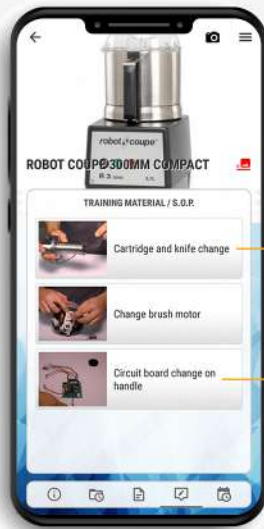 robot coupe
ROBOT COUPE 300MM COMPACT
R 3
TRAINING MATERIAL / S.O.P.
Cartridge and knife change
Change brush motor
Circuit board change on
handle